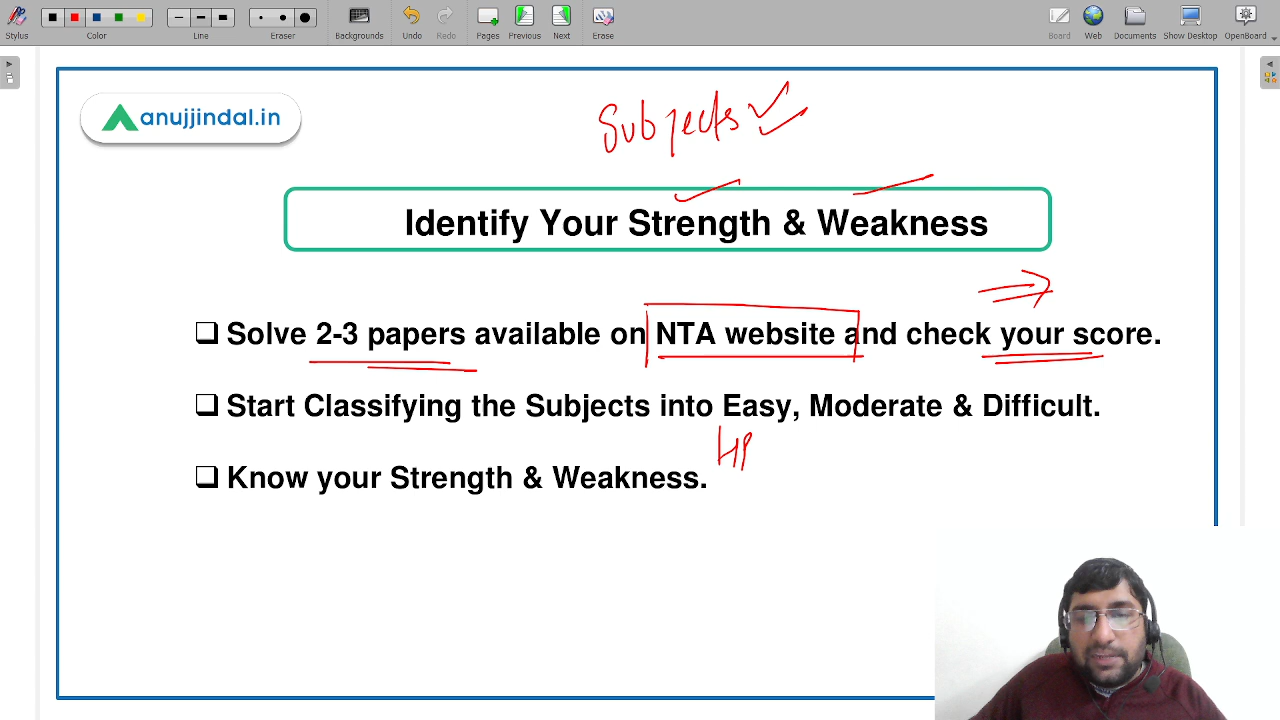 Stylus Color Line Eraser Backgrounds Undo Redo Pages Previous Next Erase Board Web Documents Show Desktop OpenBoard
anujjindal.in
Subjects
Identify Your Strength & Weakness
❑ Solve 2-3 papers available on NTA website and check your score.
❑ Start Classifying the Subjects into Easy, Moderate & Difficult.
❑ Know your Strength & Weakness.